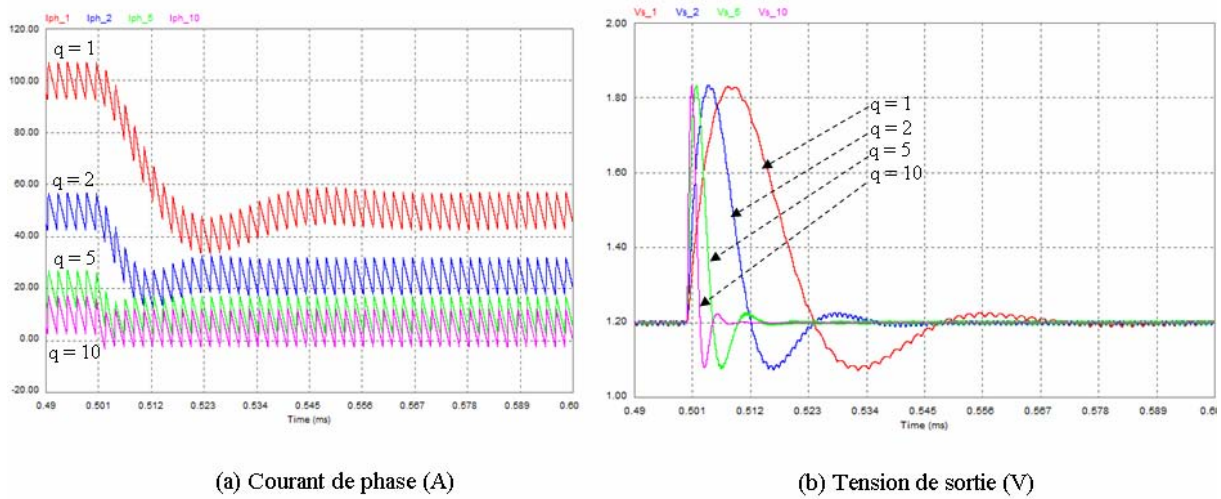 Iph_1 Iph_2 Iph_5 Iph_10
120.00
100.00
80.00
60.00
40.00
20.00
0.00
-20.00
q = 1
q = 2
q = 5
q = 10
0.49 0.501 0.512 0.523 0.534 0.545 0.556 0.567 0.578 0.589 0.60
Time (ms)
(a) Courant de phase (A)
Vs_1 Vs_2 Vs_5 Vs_10
2.00
1.80
1.60
1.40
1.20
1.00
q = 1
q = 2
q = 5
q = 10
0.49 0.501 0.512 0.523 0.534 0.545 0.556 0.567 0.578 0.589 0.60
Time (ms)
(b) Tension de sortie (V)